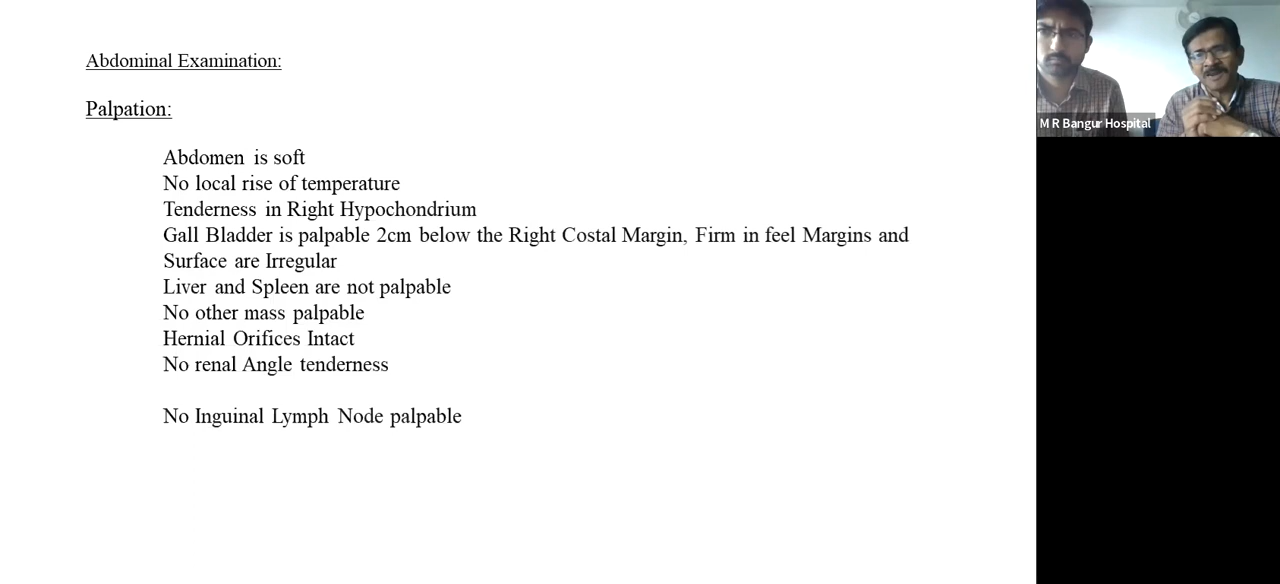 Abdominal Examination:
Palpation:
Abdomen is soft
No local rise of temperature
Tenderness in Right Hypochondrium
Gall Bladder is palpable 2cm below the Right Costal Margin, Firm in feel Margins and
Surface are Irregular
Liver and Spleen are not palpable
No other mass palpable
Hernial Orifices Intact
No renal Angle tenderness
No Inguinal Lymph Node palpable
M R Bangur Hospital